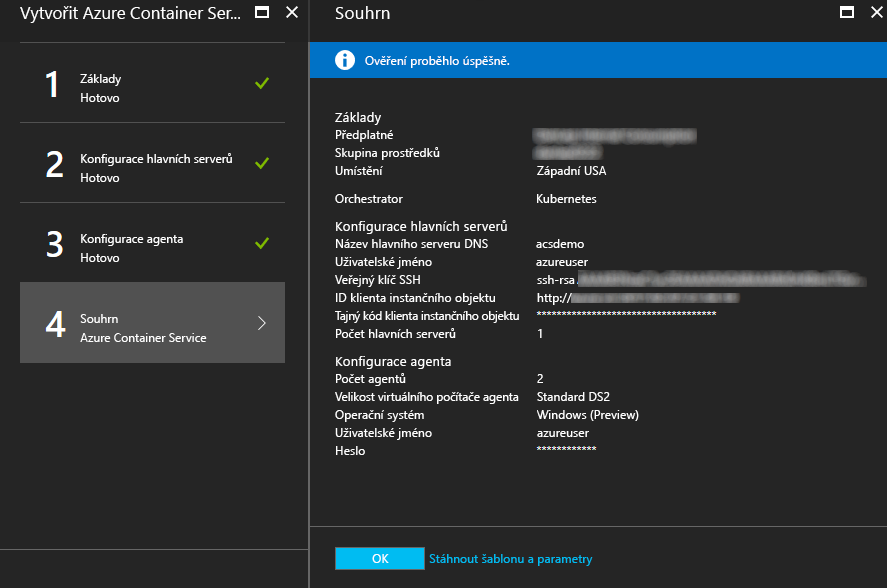 Vytvořit Azure Container Ser...
1
Základy
Hotovo
2
Konfigurace hlavních serverů
Hotovo
3
Konfigurace agenta
Hotovo
4
Souhrn
Azure Container Service
Souhrn
Ověření proběhlo úspěšně.
Základy
Předplatné
Skupina prostředků
Umístění Západní USA
Orchestrator Kubernetes
Konfigurace hlavních serverů
Název hlavního serveru DNS acsdemo
Uživatelské jméno azureuser
Veřejný klíč SSH ssh-rsa
ID klienta instančního objektu http://
Tajný kód klienta instančního objektu ************************************
Počet hlavních serverů 1
Konfigurace agenta
Počet agentů 2
Velikost virtuálního počítače agenta Standard DS2
Operační systém Windows (Preview)
Uživatelské jméno azureuser
Heslo ************
OK Stáhnout šablonu a parametry